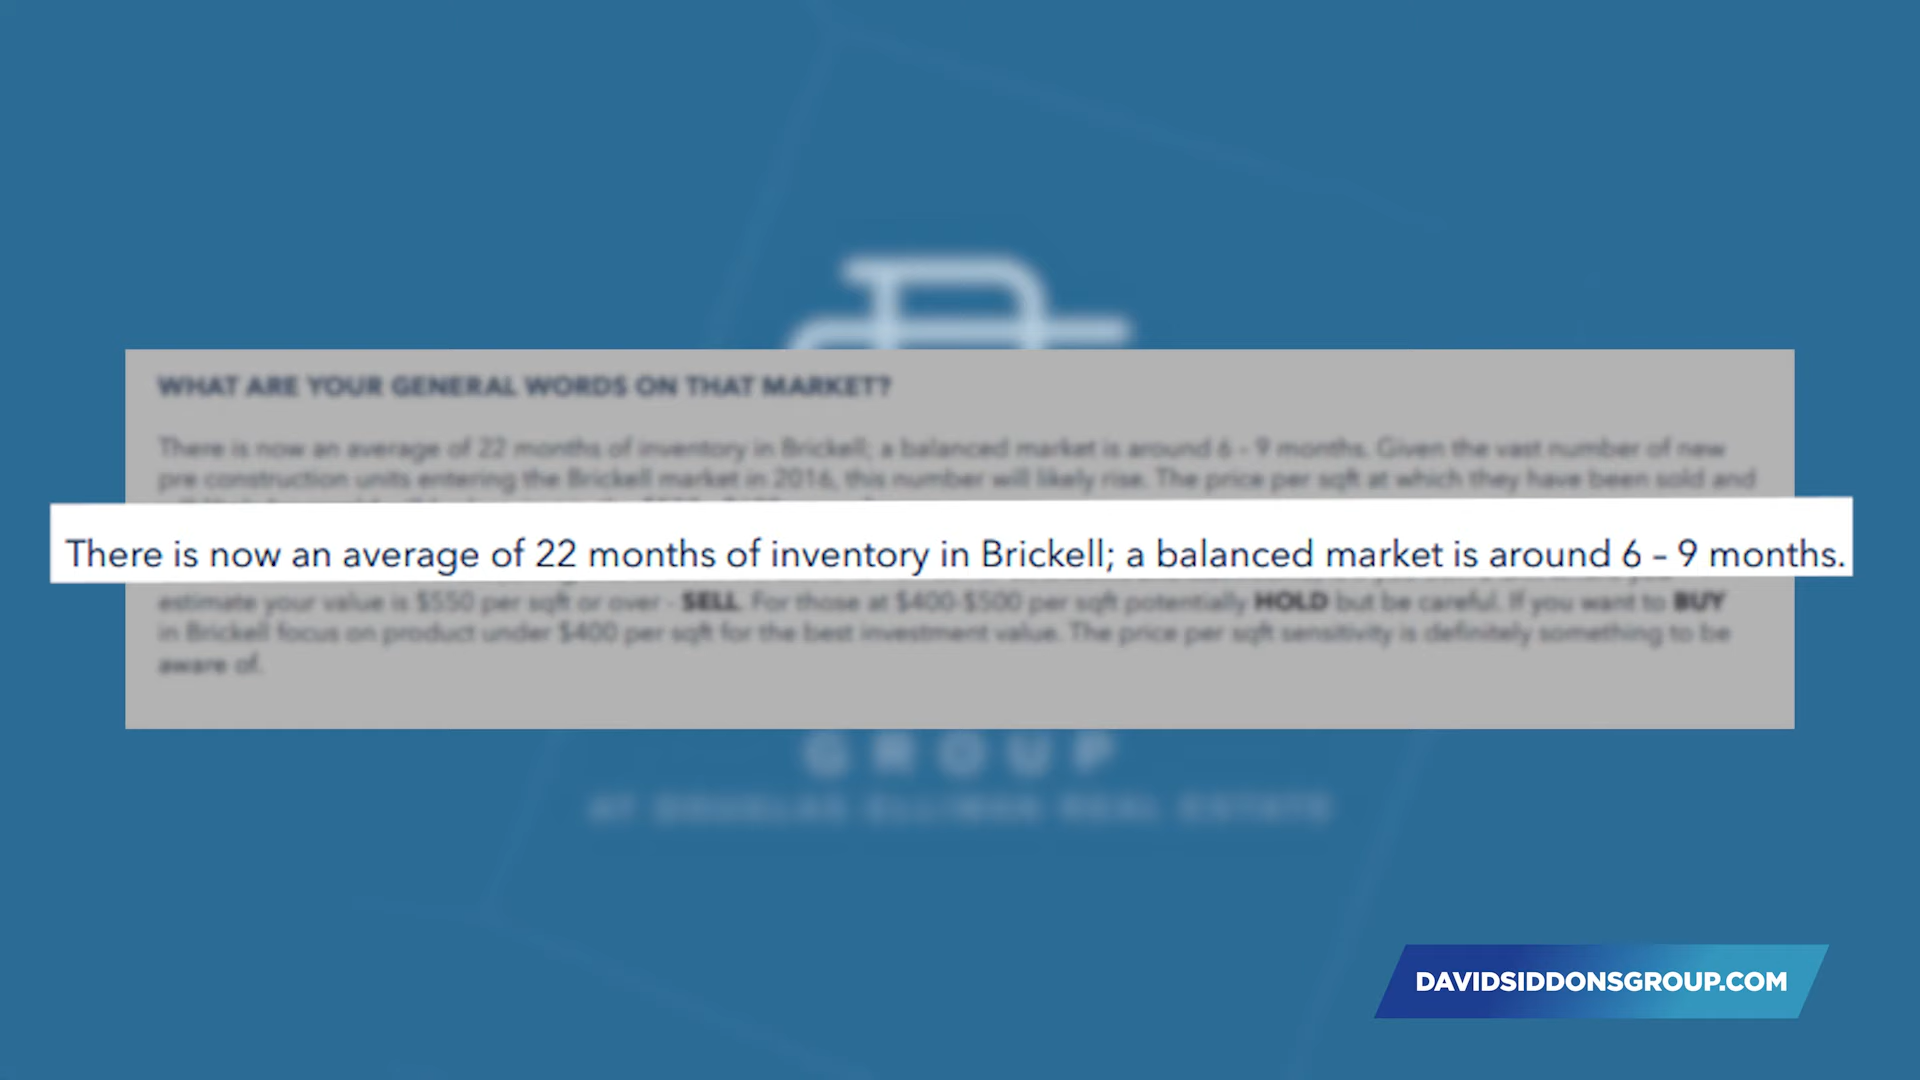 WHAT ARE YOUR GENERAL WORDS ON THAT MARKET?
There is now an average of 22 months of inventory in Brickell; a balanced market is around 6 - 9 months. Given the vast number of new
pre construction units entering the Brickell market in 2016, this number will likely rise. The price per sqft at which they have been sold and
There is now an average of 22 months of inventory in Brickell; a balanced market is around 6 – 9 months.
estimate your value is $550 per sqft or over - SELL. For those at $400-$500 per sqft potentially HOLD but be careful. If you want to BUY
in Brickell focus on product under $400 per sqft for the best investment value. The price per sqft sensitivity is definitely something to be
aware of.
GROUP
AT DOUGLAS ELLIMAN REAL ESTATE
DAVIDSIDDONSGROUP.COM